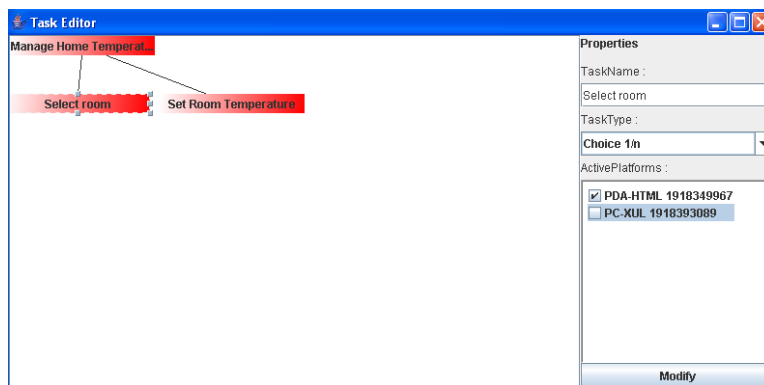 Task Editor
Manage Home Temperat...
Select room
Set Room Temperature
Properties
TaskName :
Select room
TaskType :
Choice 1/n
ActivePlatforms :
PDA-HTML 1918349967
PC-XUL 1918393089
Modify